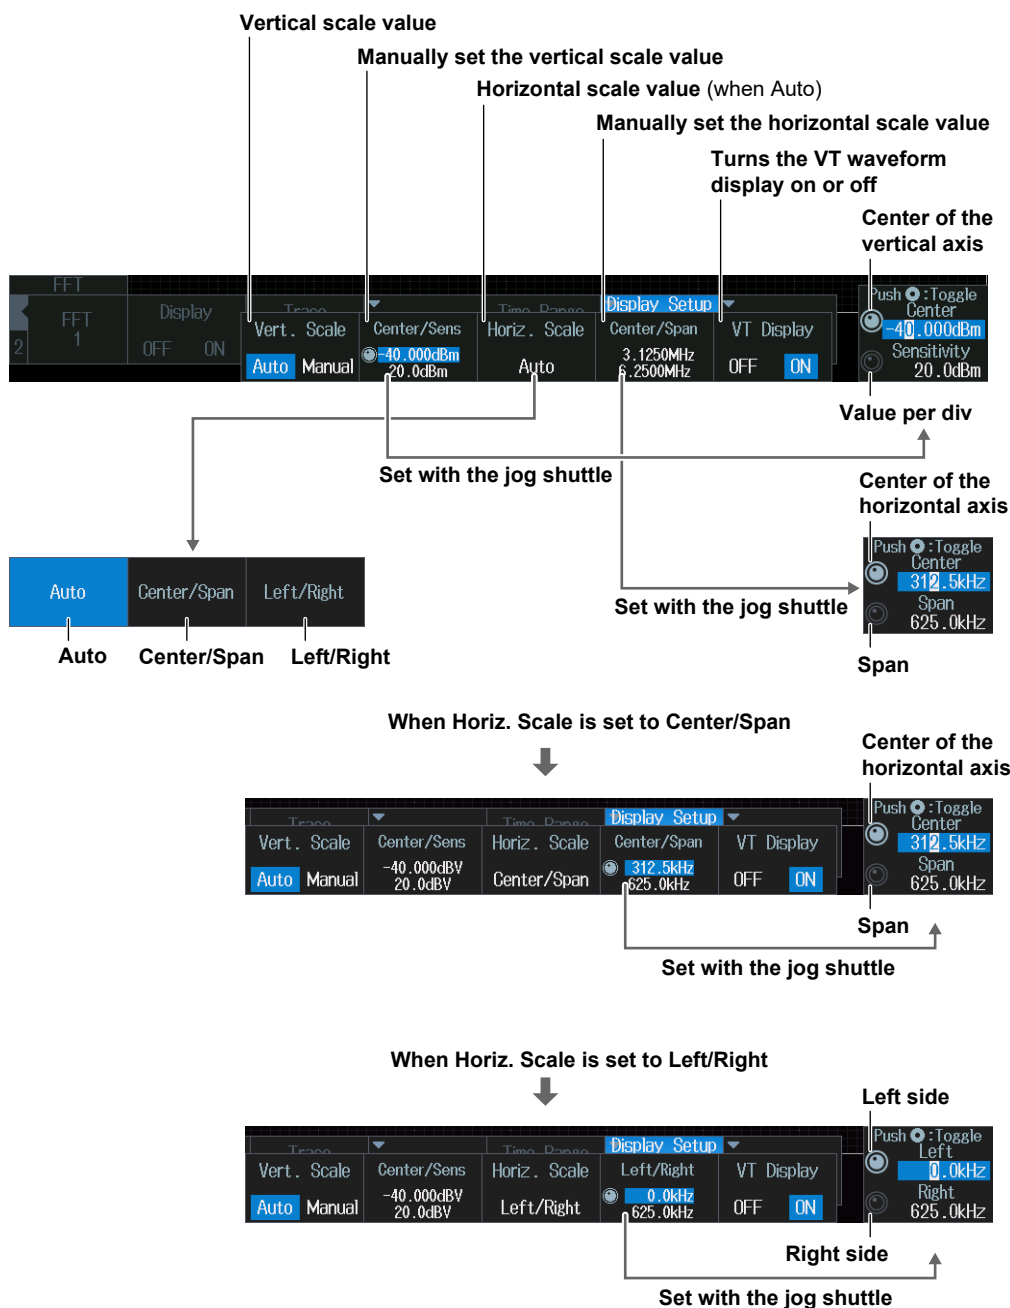 Vertical scale value
Manually set the vertical scale value
Horizontal scale value (when Auto)
Manually set the horizontal scale value
Turns the VT waveform
display on or off
Center of the
vertical axis
FFT
FFT
1
2
Display
OFF ON
Trace
Time Range
Display Setup
Vert. Scale
Auto Manual
Center/Sens
-40.000dBm
20.0dBm
Horiz. Scale
Auto
Center/Span
3.1250MHz
6.2500MHz
VT Display
OFF ON
Push :Toggle
Center
-40.000dBm
Sensitivity
20.0dBm
Value per div
Set with the jog shuttle
Center of the
horizontal axis
Push :Toggle
Center
312.5kHz
Span
625.0kHz
Set with the jog shuttle
Span
Auto Center/Span Left/Right
Auto Center/Span Left/Right
When Horiz. Scale is set to Center/Span
Center of the
horizontal axis
Trace
Time Range
Display Setup
Vert. Scale
Auto Manual
Center/Sens
-40.000dBV
20.0dBV
Horiz. Scale
Center/Span
Center/Span
312.5kHz
625.0kHz
VT Display
OFF ON
Push :Toggle
Center
312.5kHz
Span
625.0kHz
Span
Set with the jog shuttle
When Horiz. Scale is set to Left/Right
Left side
Trace
Time Range
Display Setup
Vert. Scale
Auto Manual
Center/Sens
-40.000dBV
20.0dBV
Horiz. Scale
Left/Right
Left/Right
0.0kHz
625.0kHz
VT Display
OFF ON
Push :Toggle
Left
0.0kHz
Right
625.0kHz
Right side
Set with the jog shuttle